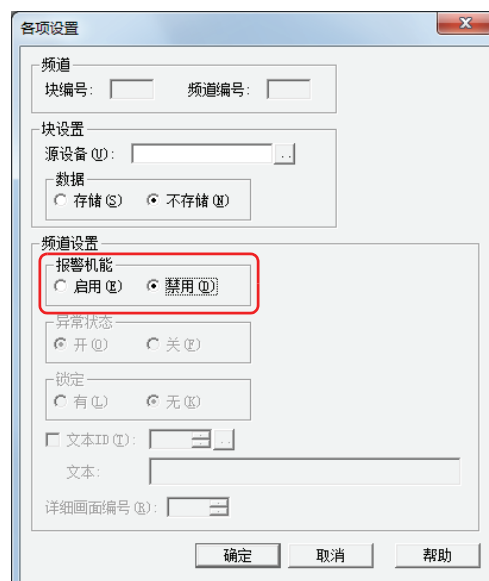 各项设置
频道
块编号: 频道编号:
块设置
源设备(U): ..
数据
存储(S) 不存储(N)
频道设置
报警机能
启用(E) 禁用(D)
异常状态
开(O) 关(F)
锁定
有(L) 无(K)
文本ID(T): ..
文本:
详细画面编号(R):
确定 取消 帮助